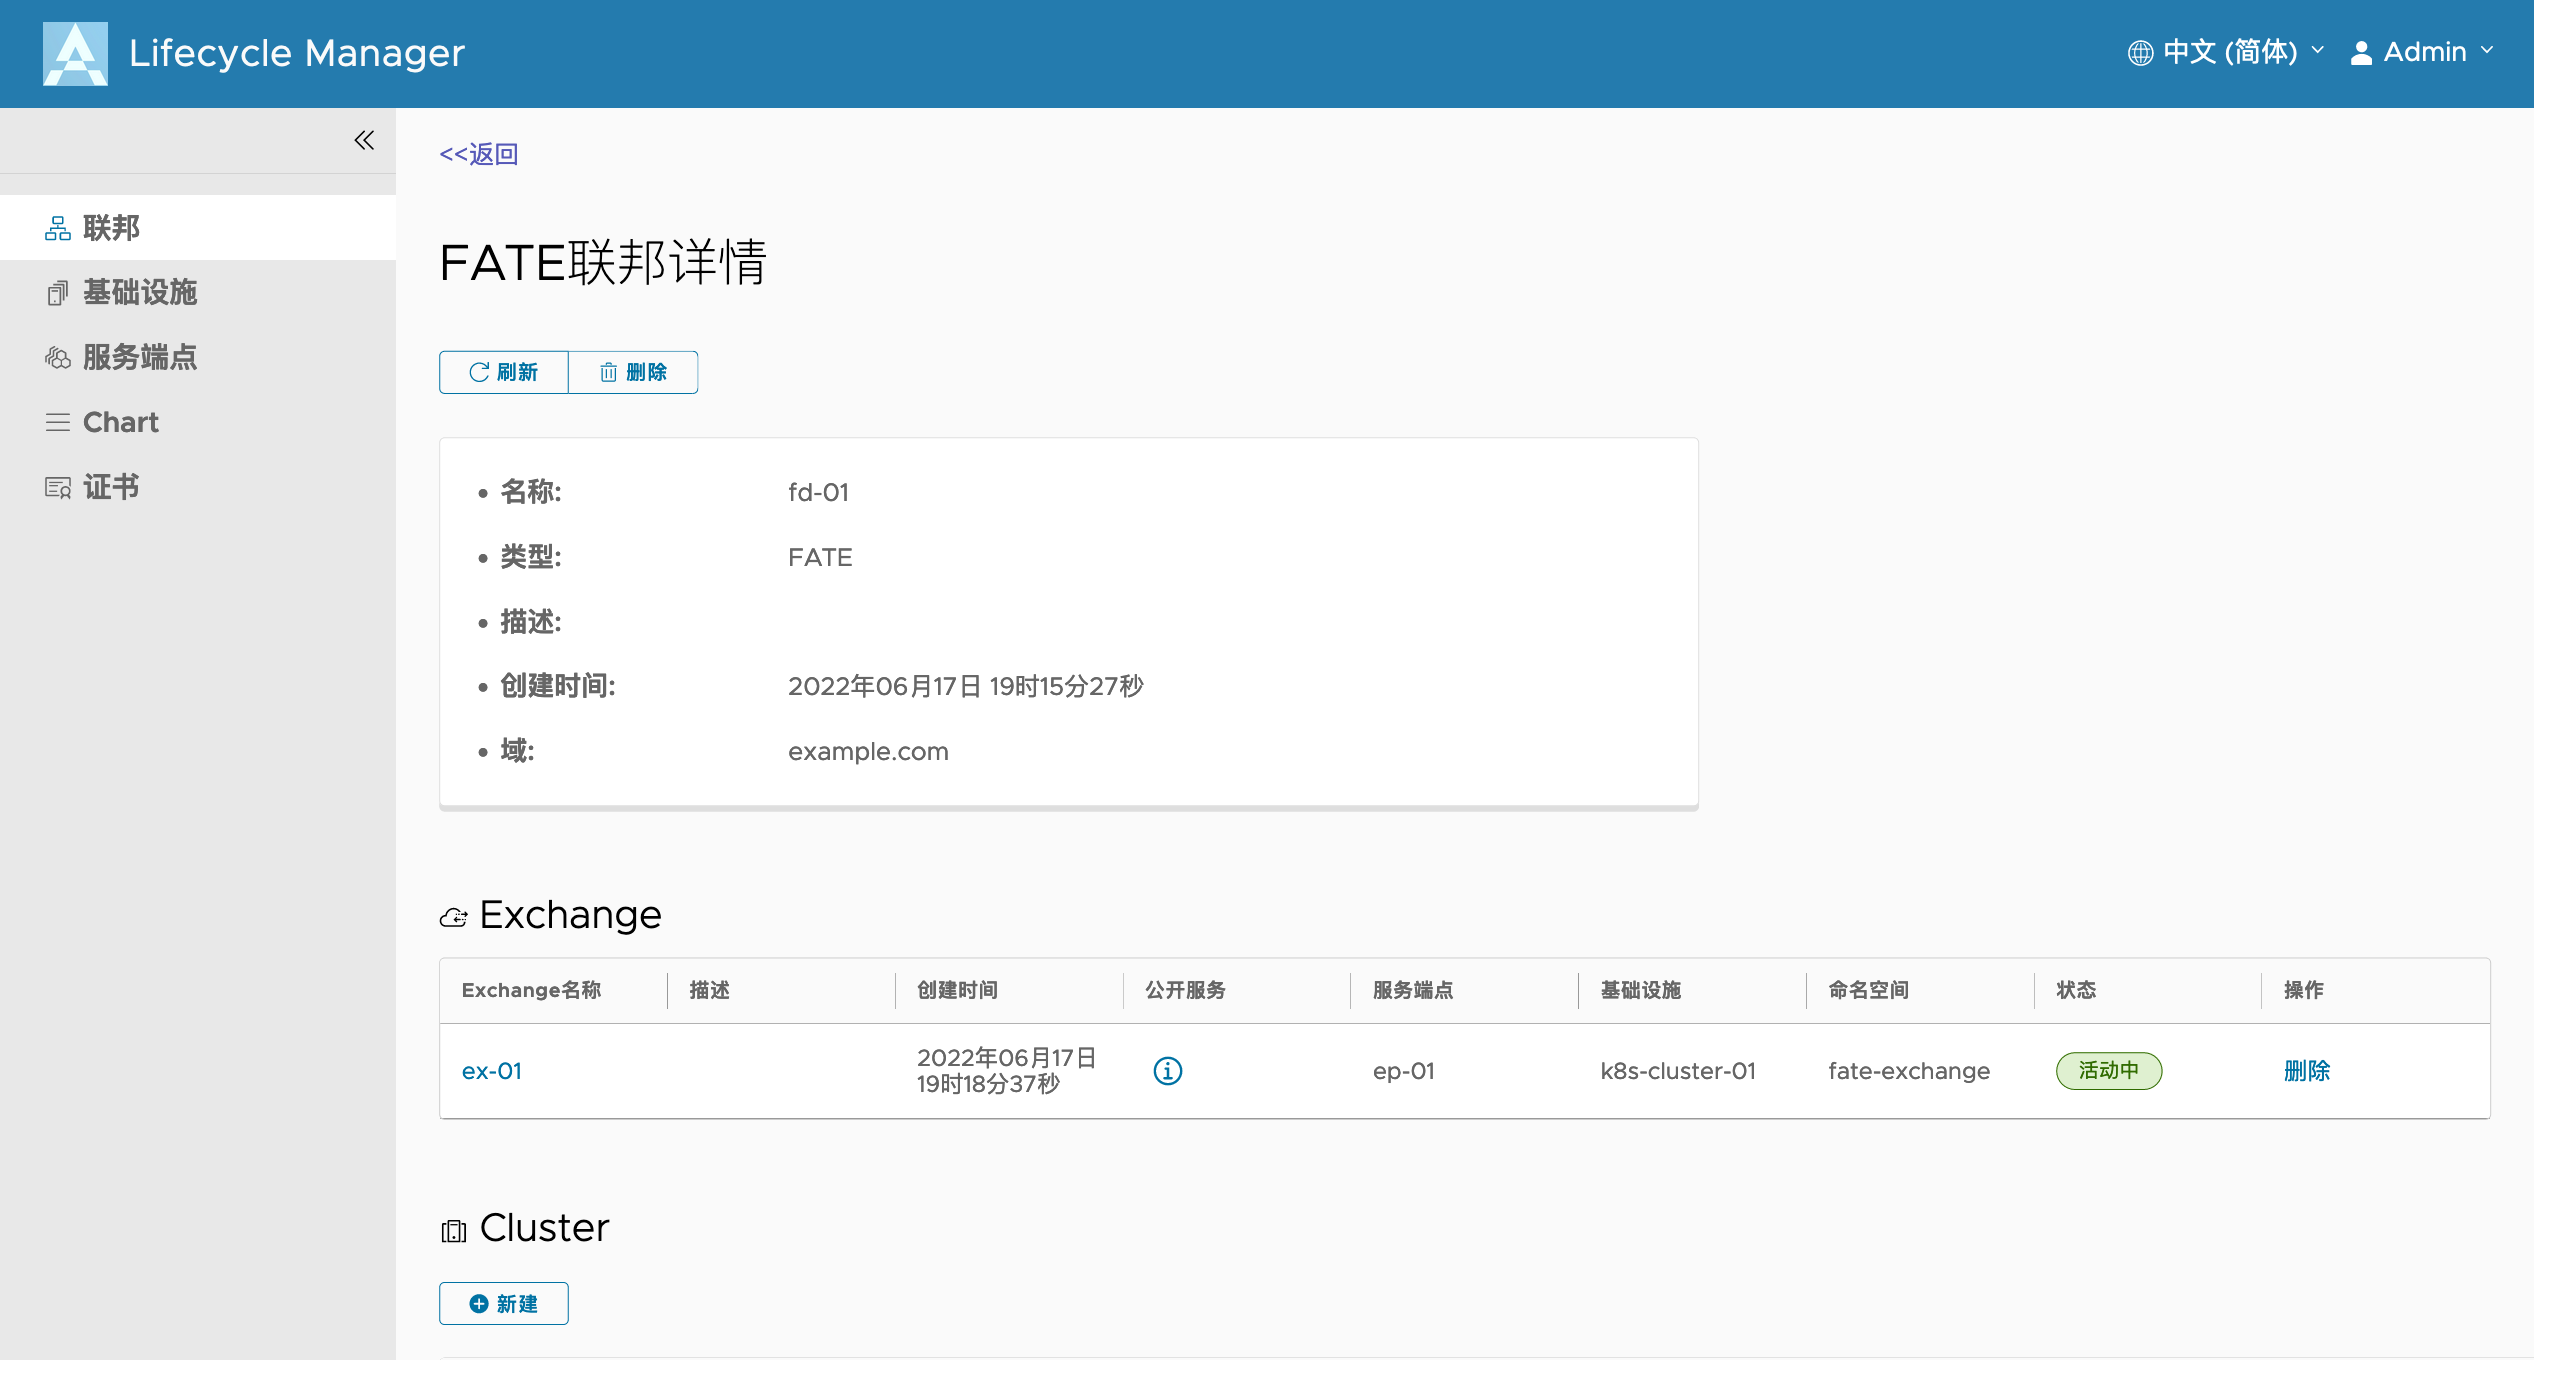 Lifecycle Manager
中文 (简体)
Admin
<<返回
联邦
基础设施
服务端点
Chart
证书
FATE联邦详情
刷新
删除
名称: fd-01
类型: FATE
描述:
创建时间: 2022年06月17日 19时15分27秒
域: example.com
Exchange
Exchange名称 描述 创建时间 公开服务 服务端点 基础设施 命名空间 状态 操作
ex-01 2022年06月17日 19时18分37秒 ep-01 k8s-cluster-01 fate-exchange 活动中 删除
Cluster
新建